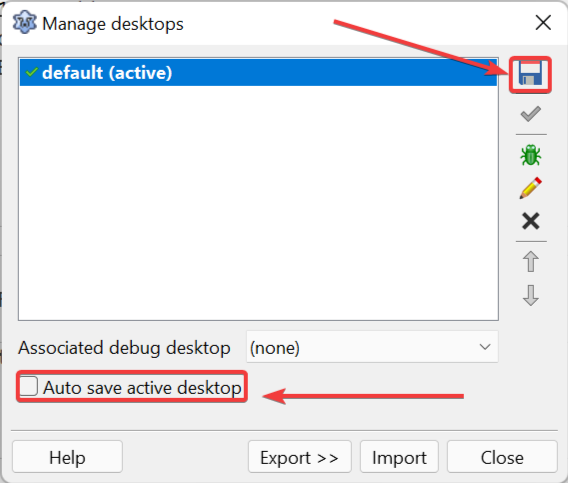 Manage desktops
default (active)
Associated debug desktop (none)
Auto save active desktop
Help Export >> Import Close